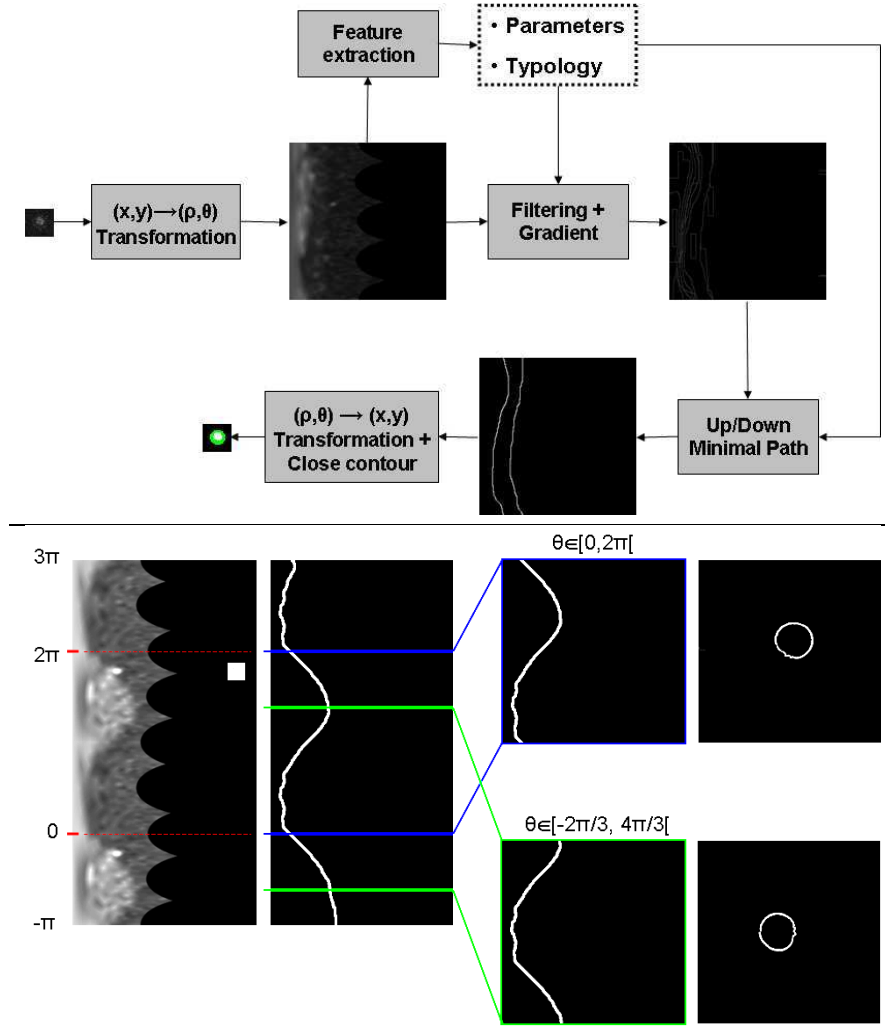 Feature
extraction
• Parameters
• Typology
(x,y)→(ρ,θ)
Transformation
Filtering +
Gradient
(ρ,θ) → (x,y)
Transformation +
Close contour
Up/Down
Minimal Path
3π
2π
0
-π
θ∈[0,2π[
θ∈[-2π/3, 4π/3[